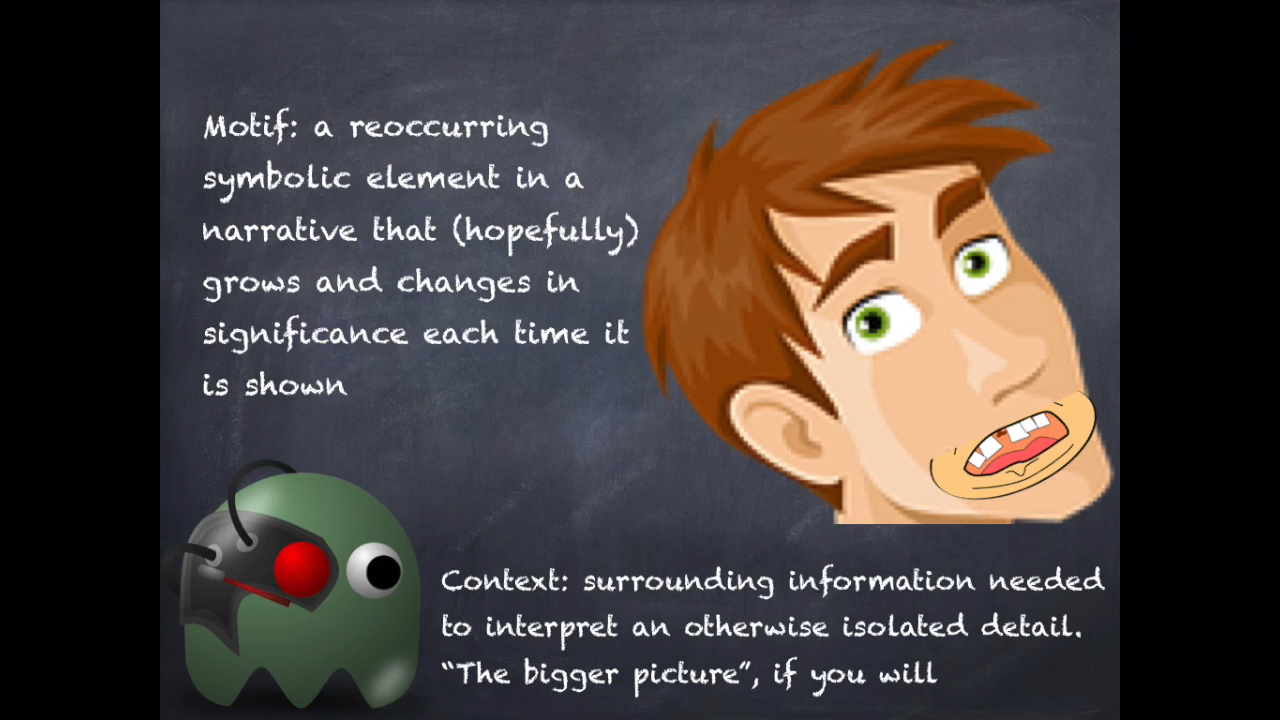 Motif: a reoccurring
symbolic element in a
narrative that (hopefully)
grows and changes in
significance each time it
is shown
Context: surrounding information needed
to interpret an otherwise isolated detail.
“The bigger picture”, if you will